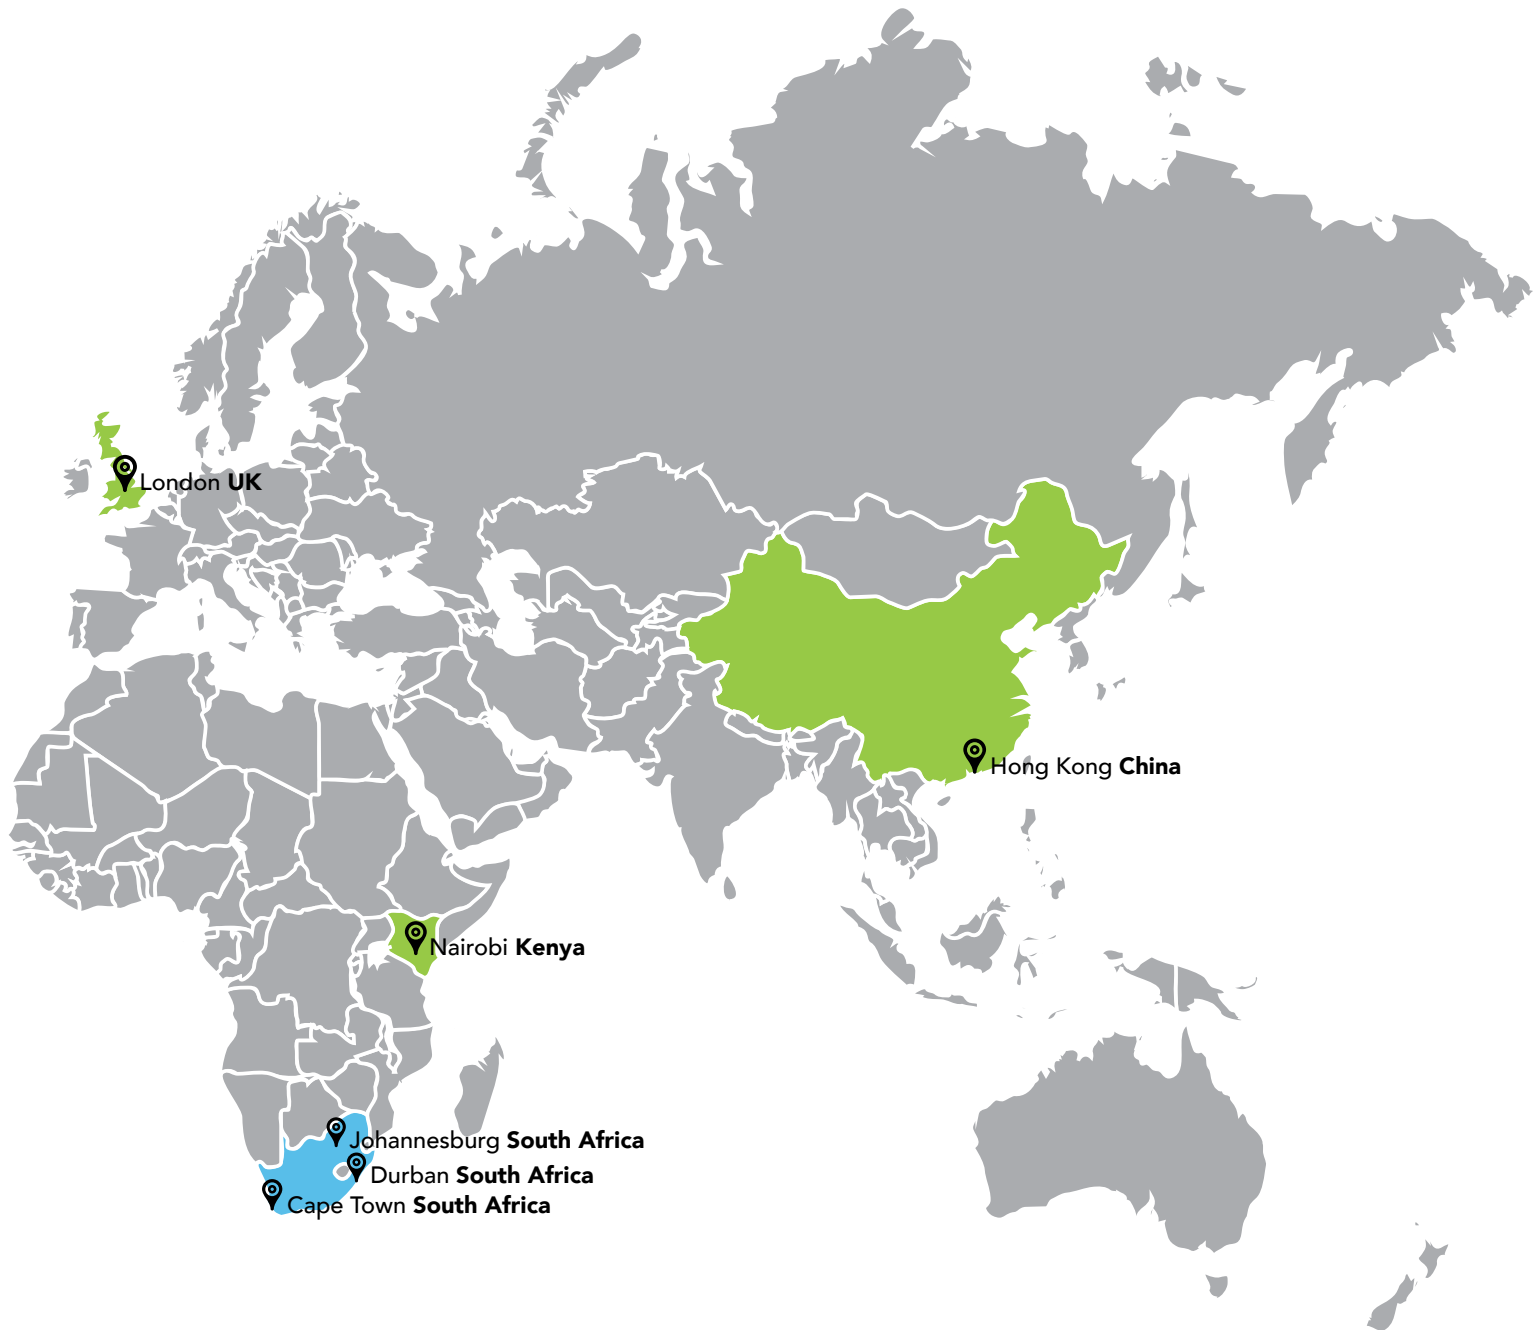 London UK
Hong Kong China
Nairobi Kenya
Johannesburg South Africa
Durban South Africa
Cape Town South Africa